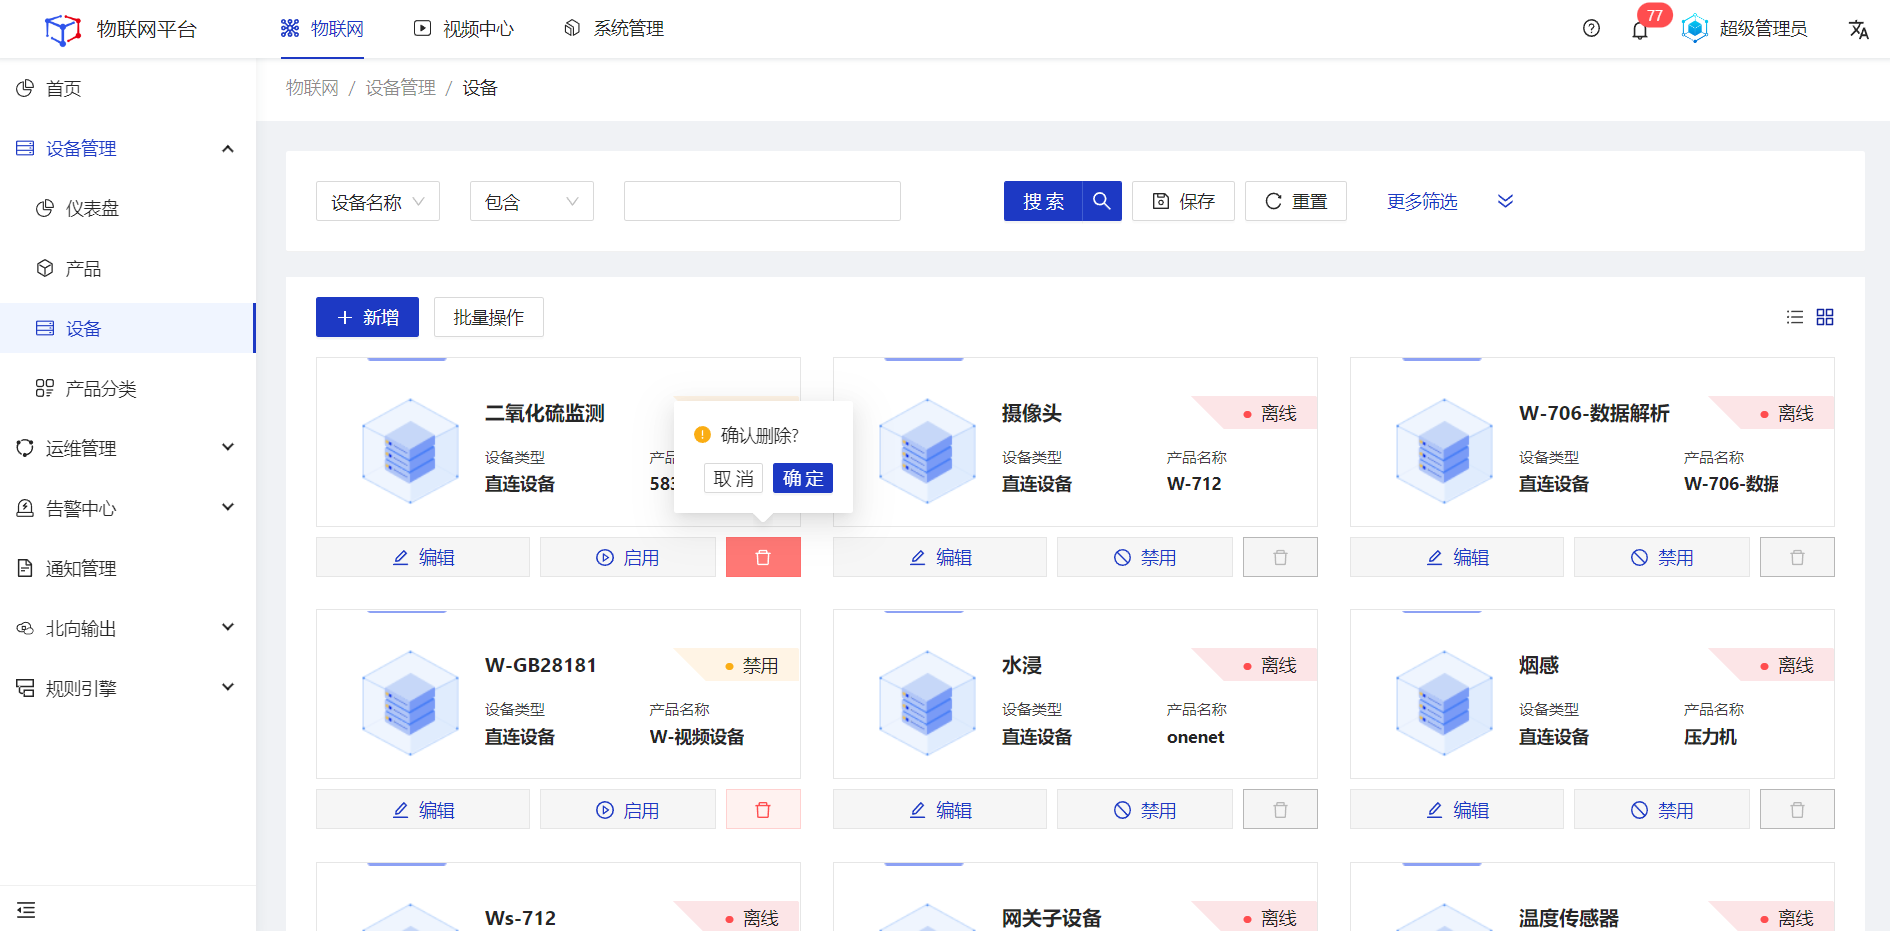 物联网平台
物联网
视频中心
系统管理
77
超级管理员
首页
设备管理
仪表盘
产品
设备
产品分类
运维管理
告警中心
通知管理
北向输出
规则引擎
物联网 / 设备管理 / 设备
设备名称
包含
搜索
保存
重置
更多筛选
新增
批量操作
二氧化硫监测
设备类型
直连设备
确认删除?
取消
确定
编辑
启用
摄像头
离线
设备类型
产品名称
直连设备
W-712
编辑
禁用
W-706-数据解析
离线
设备类型
产品名称
直连设备
W-706-数据
编辑
禁用
W-GB28181
禁用
设备类型
产品名称
直连设备
W-视频设备
编辑
启用
水浸
离线
设备类型
产品名称
直连设备
onenet
编辑
禁用
烟感
离线
设备类型
产品名称
直连设备
压力机
编辑
禁用
Ws-712
离线
网关子设备
离线
温度传感器
离线